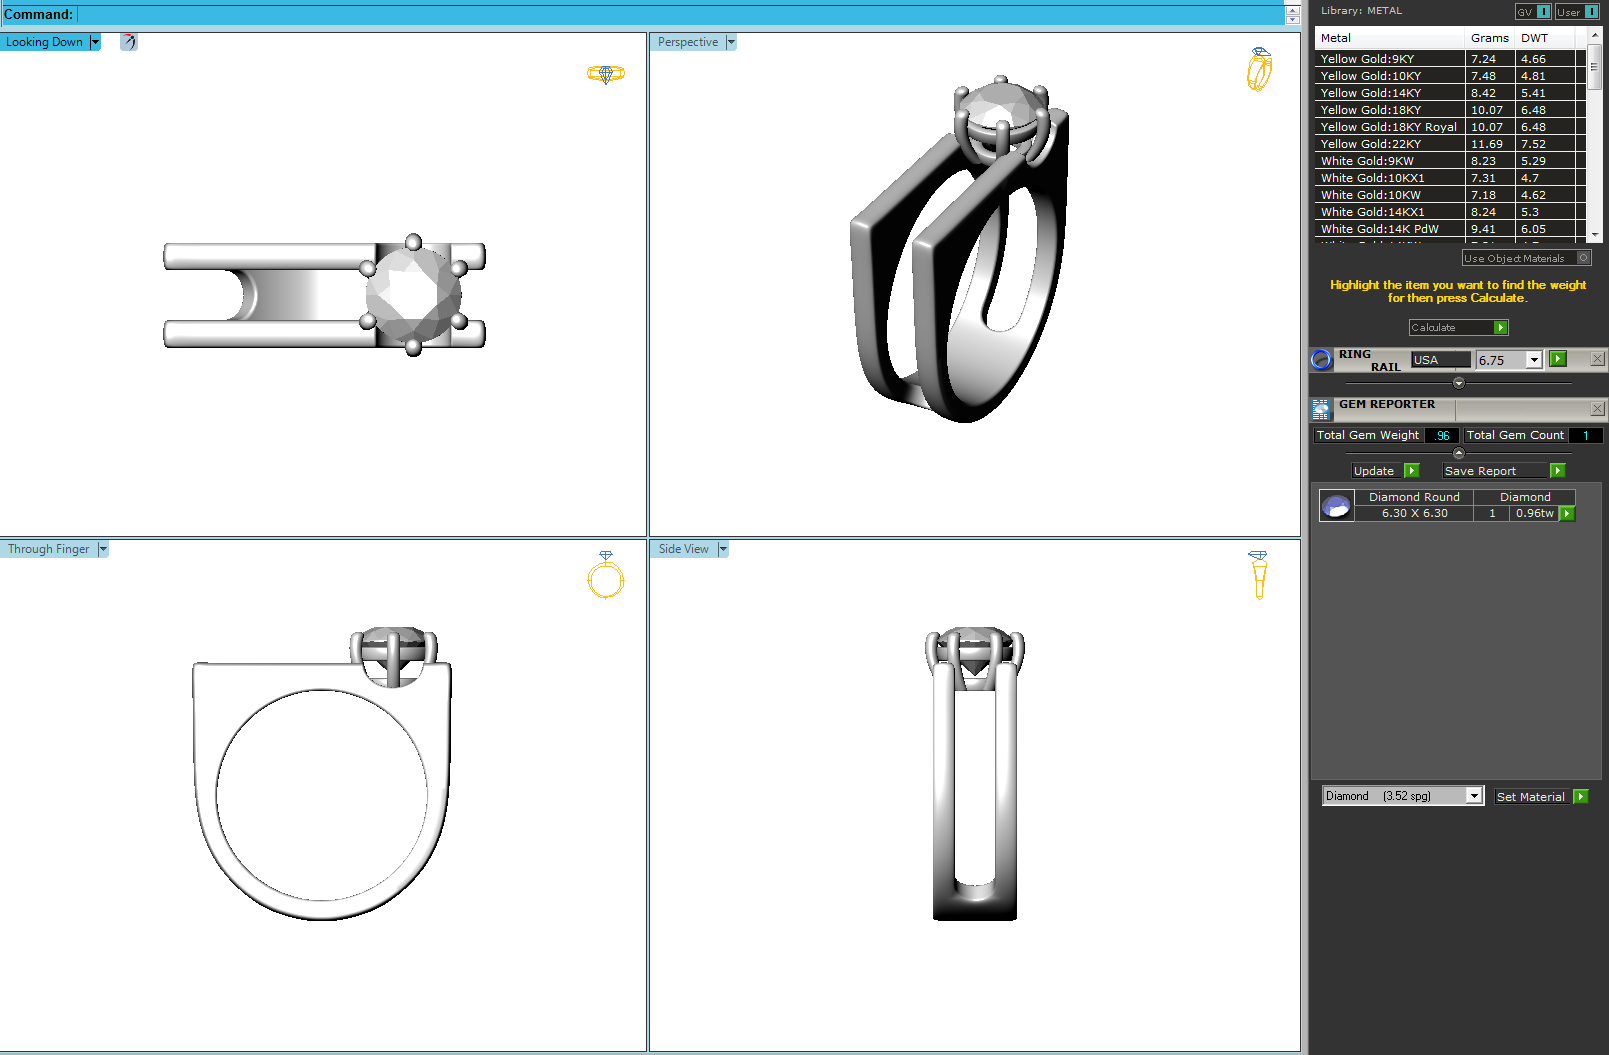 Command:
Looking Down
Perspective
Through Finger
Side View
Library: METAL
GV I User I
Metal Grams DWT
Yellow Gold:9KY 7.24 4.66
Yellow Gold:10KY 7.48 4.81
Yellow Gold:14KY 8.42 5.41
Yellow Gold:18KY 10.07 6.48
Yellow Gold:18KY Royal 10.07 6.48
Yellow Gold:22KY 11.69 7.52
White Gold:9KW 8.23 5.29
White Gold:10KX1 7.31 4.7
White Gold:10KW 7.18 4.62
White Gold:14KX1 8.24 5.3
White Gold:14K PdW 9.41 6.05
Use Object Materials
Highlight the item you want to find the weight
for then press Calculate.
Calculate
RING RAIL USA 6.75
GEM REPORTER
Total Gem Weight .96 Total Gem Count 1
Update Save Report
Diamond Round Diamond
6.30 X 6.30 1 0.96tw
Diamond (3.52 spg) Set Material